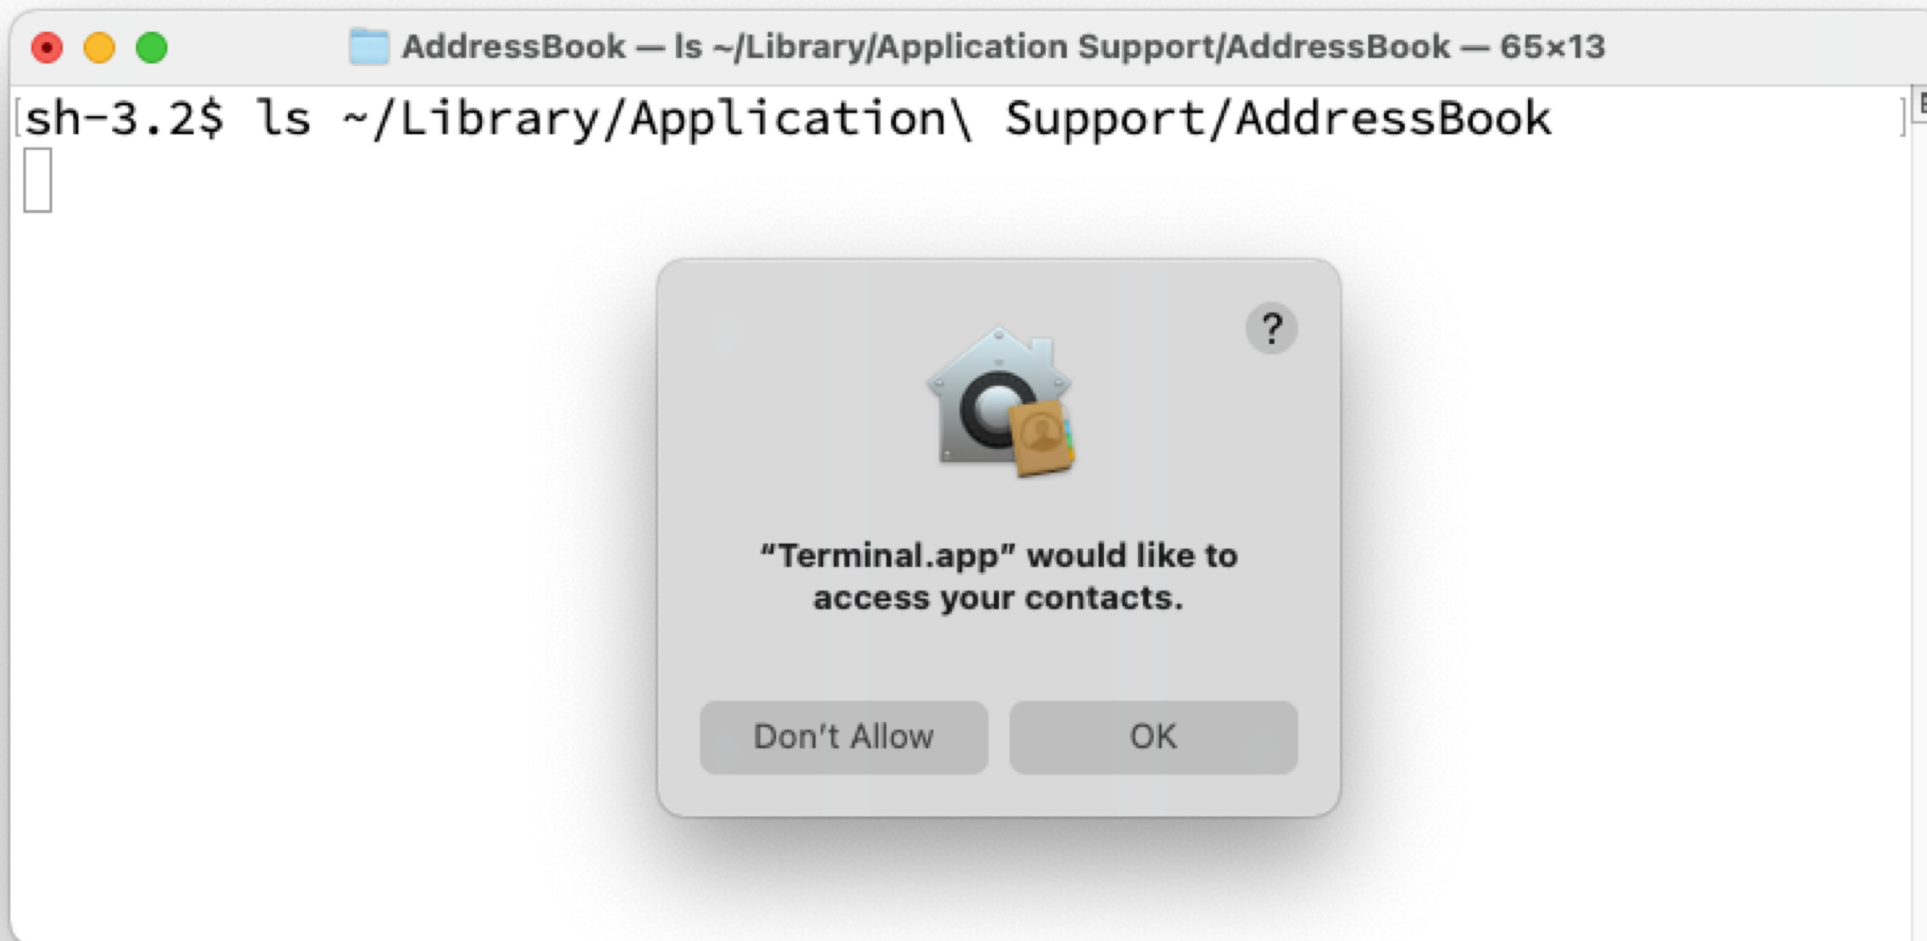 AddressBook — ls ~/Library/Application Support/AddressBook — 65×13
[sh-3.2$ ls ~/Library/Application\ Support/AddressBook ]
?
“Terminal.app” would like to
access your contacts.
Don’t Allow OK